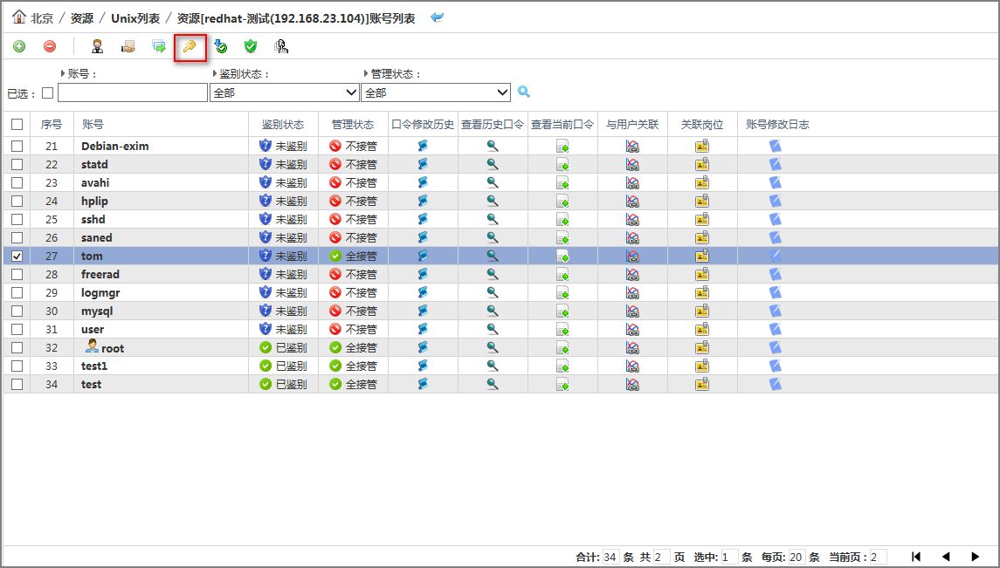 北京 / 资源 / Unix列表 / 资源[redhat-测试(192.168.23.104)]账号列表
账号： 鉴别状态： 管理状态：
已选： 全部 全部
序号 账号 鉴别状态 管理状态 口令修改历史 查看历史口令 查看当前口令 与用户关联 关联岗位 账号修改日志
21 Debian-exim 未鉴别 不接管
22 statd 未鉴别 不接管
23 avahi 未鉴别 不接管
24 hplip 未鉴别 不接管
25 sshd 未鉴别 不接管
26 saned 未鉴别 不接管
27 tom 未鉴别 全接管
28 freerad 未鉴别 不接管
29 logmgr 未鉴别 不接管
30 mysql 未鉴别 不接管
31 user 未鉴别 不接管
32 root 已鉴别 全接管
33 test1 已鉴别 全接管
34 test 已鉴别 全接管
合计: 34 条 共 2 页 选中: 1 条 每页: 20 条 当前页: 2